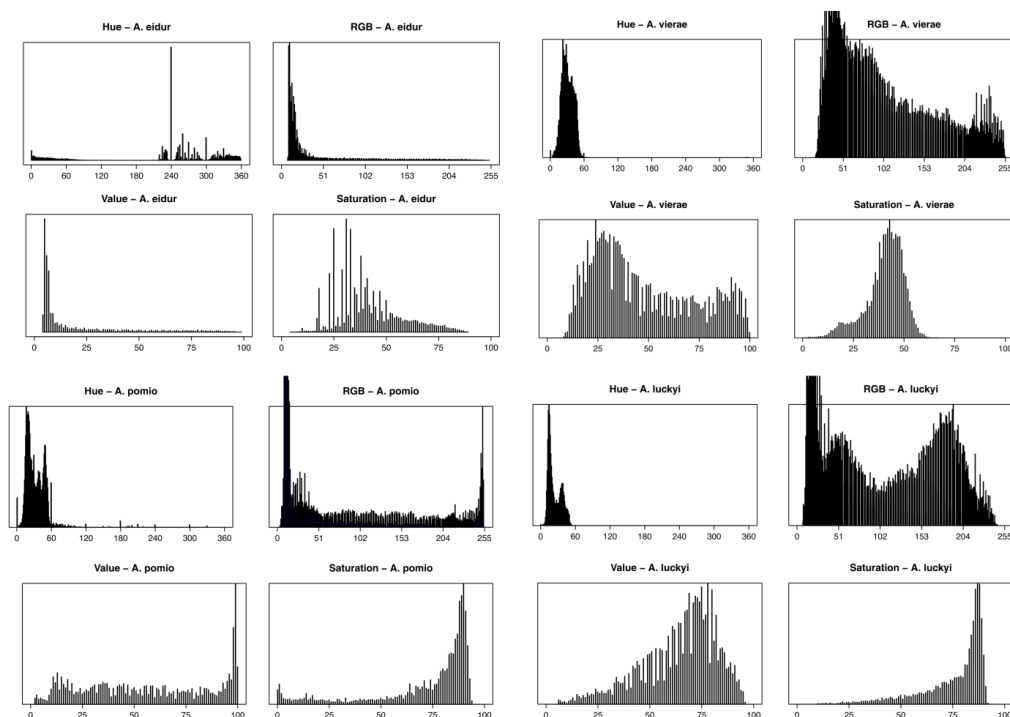 Hue – A. eidur
RGB – A. eidur
Hue – A. vierae
RGB – A. vierae
0 60 120 180 240 300 360
0 51 102 153 204 255
0 60 120 180 240 300 360
0 51 102 153 204 255
Value – A. eidur
Saturation – A. eidur
Value – A. vierae
Saturation – A. vierae
0 25 50 75 100
0 25 50 75 100
0 25 50 75 100
0 25 50 75 100
Hue – A. pomio
RGB – A. pomio
Hue – A. luckyi
RGB – A. luckyi
0 60 120 180 240 300 360
0 51 102 153 204 255
0 60 120 180 240 300 360
0 51 102 153 204 255
Value – A. pomio
Saturation – A. pomio
Value – A. luckyi
Saturation – A. luckyi
0 25 50 75 100
0 25 50 75 100
0 25 50 75 100
0 25 50 75 100